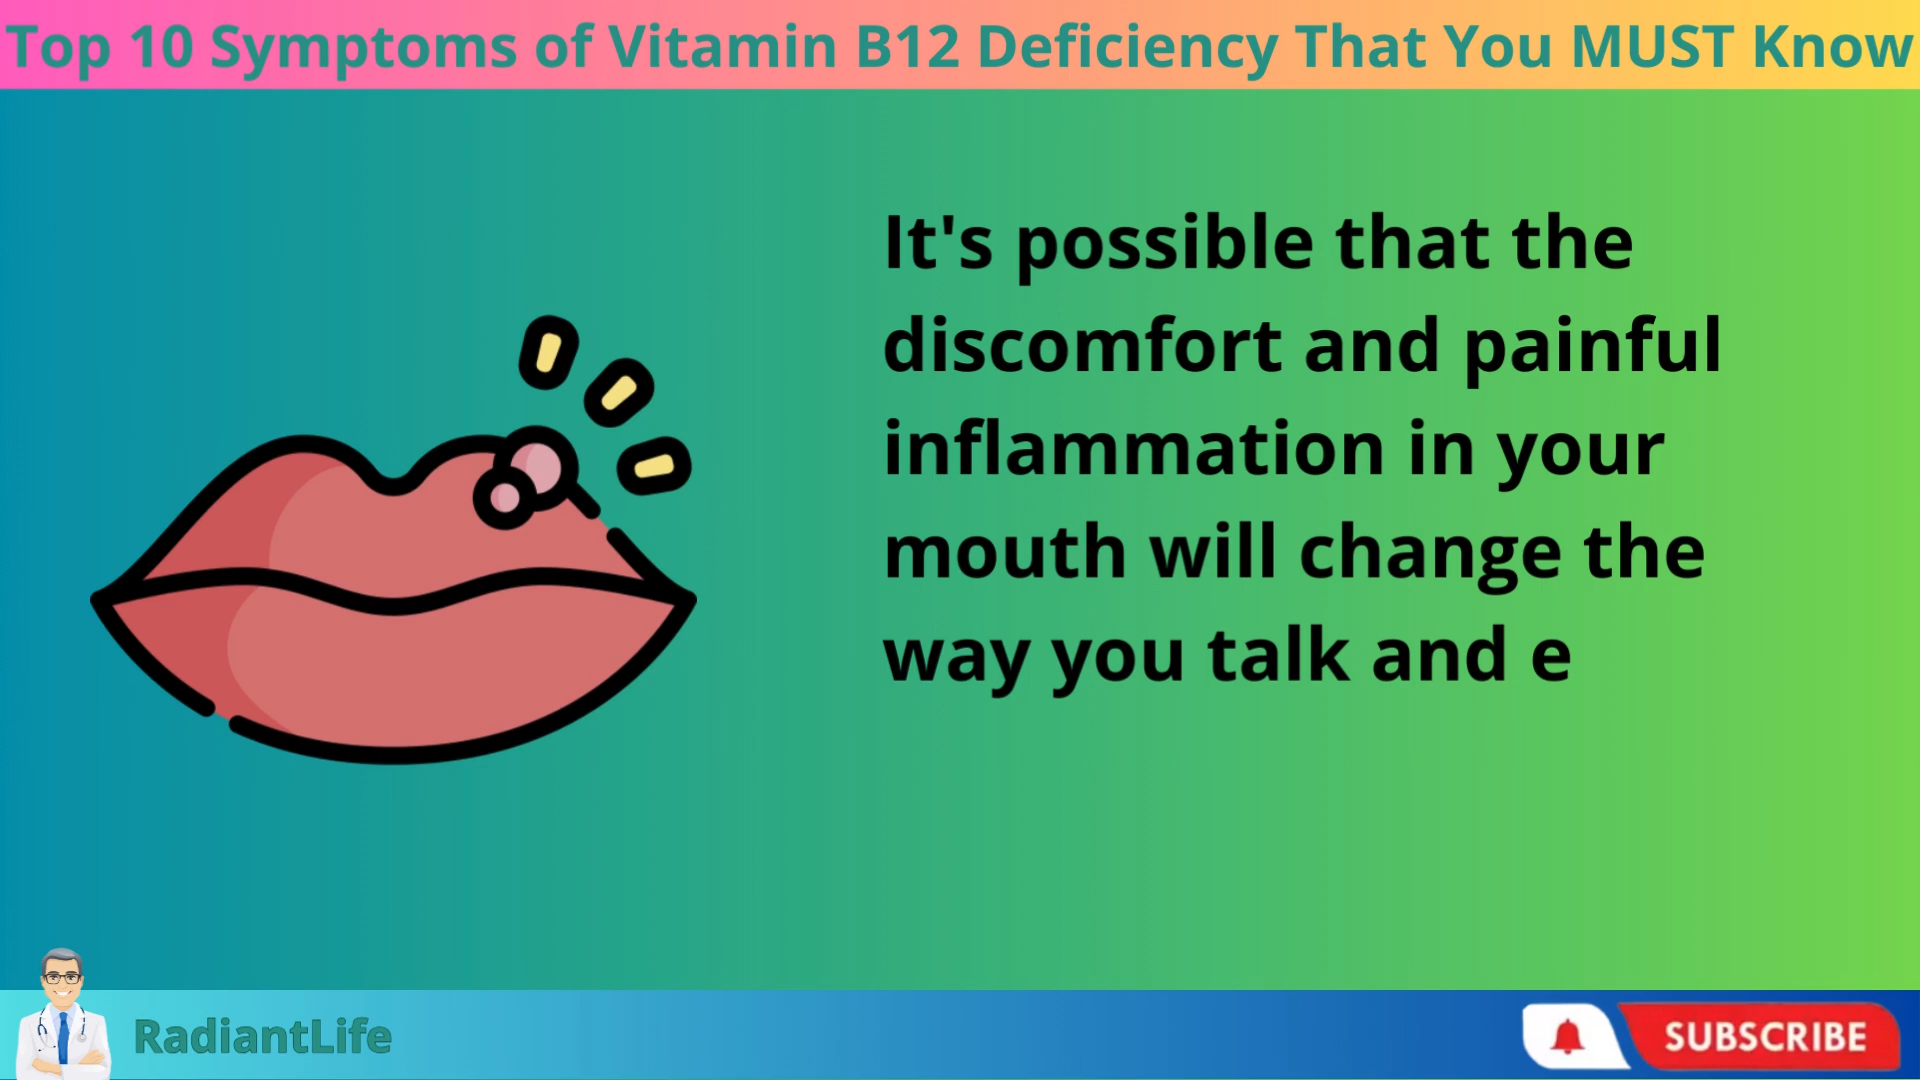 Top 10 Symptoms of Vitamin B12 Deficiency That You MUST Know
It's possible that the
discomfort and painful
inflammation in your
mouth will change the
way you talk and e
RadiantLife
SUBSCRIBE